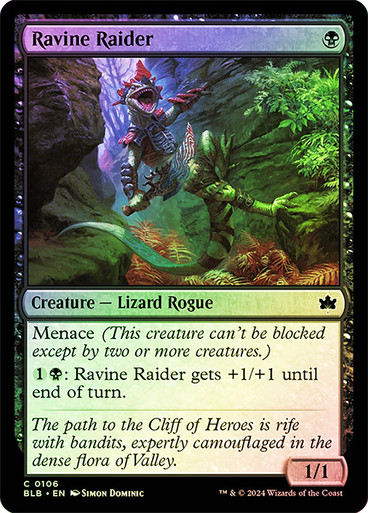 Ravine Raider
Creature — Lizard Rogue
Menace (This creature can't be blocked
except by two or more creatures.)
1: Ravine Raider gets +1/+1 until
end of turn.
The path to the Cliff of Heroes is rife
with bandits, expertly camouflaged in the
dense flora of Valley.
1/1
C 0106
BLB • EN Simon Dominic
™ & © 2024 Wizards of the Coast